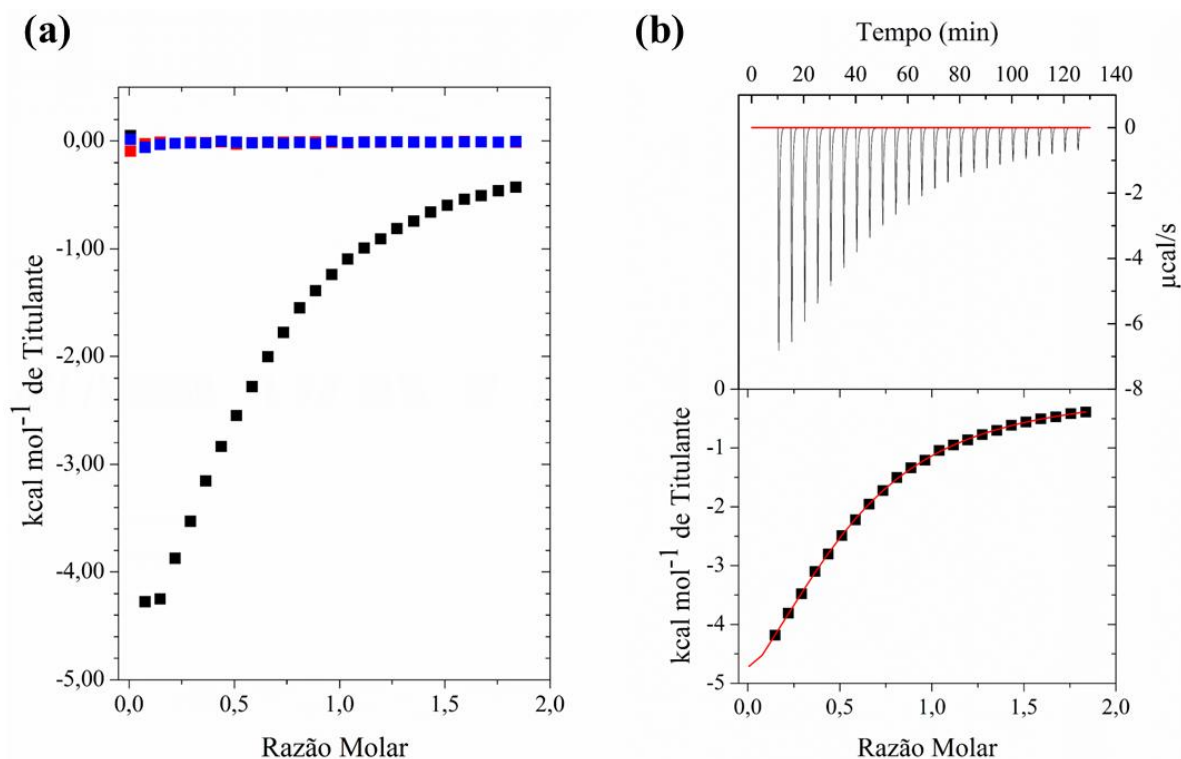 (a)
0,00
-1,00
-2,00
-3,00
-4,00
-5,00
kcal mol⁻¹ de Titulante
0,0 0,5 1,0 1,5 2,0
Razão Molar
(b)
Tempo (min)
0 20 40 60 80 100 120 140
0
-2
-4
-6
-8
µcal/s
0
-1
-2
-3
-4
-5
kcal mol⁻¹ de Titulante
0,0 0,5 1,0 1,5 2,0
Razão Molar